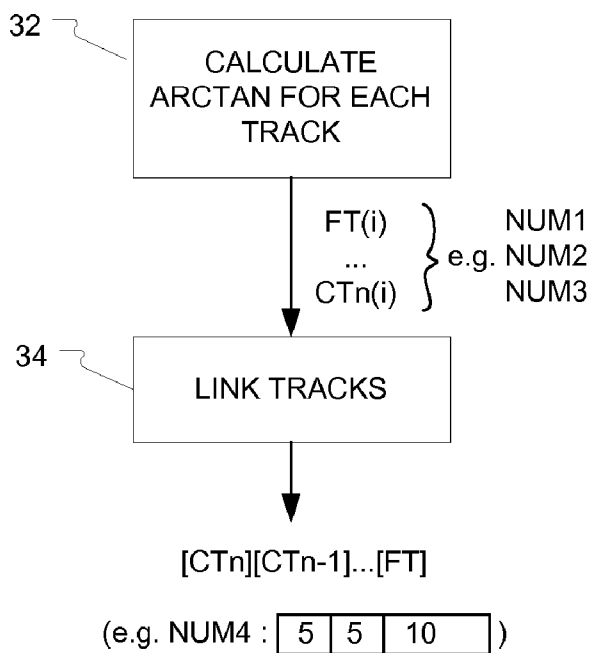 32
CALCULATE
ARCTAN FOR EACH
TRACK
FT(i)
...
CTn(i)
e.g.
NUM1
NUM2
NUM3
34
LINK TRACKS
[CTn][CTn-1]...[FT]
(e.g. NUM4 : 5 5 10 )